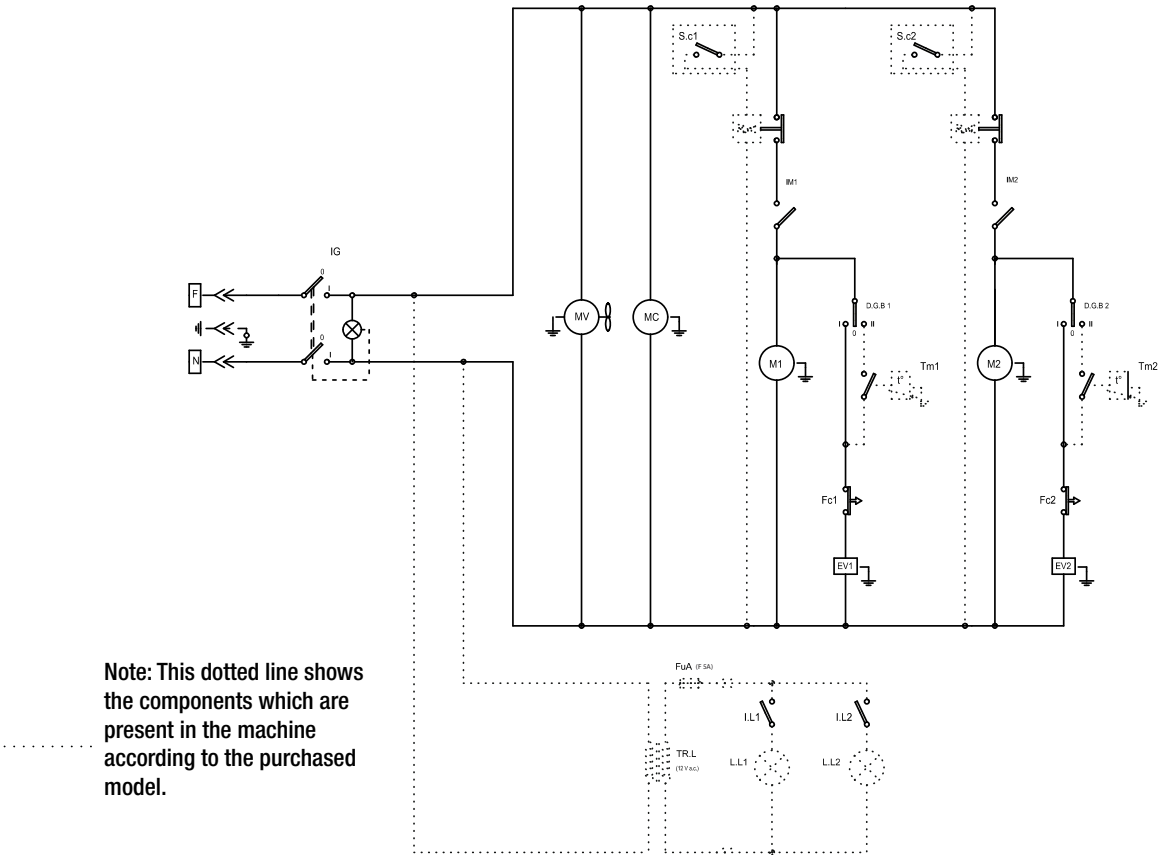 S.c1
S.c2
IM1
IM2
IG
0
I
F
N
0
I
MV
MC
D.G.B 1
I
0
II
D.G.B 2
I
0
II
M1
t°
Tm1
M2
t°
Tm2
Fc1
Fc2
EV1
EV2
Note: This dotted line shows
the components which are
present in the machine
according to the purchased
model.
FuA (F 5A)
I.L1
I.L2
TR.L
(12 V a.c.)
L.L1
L.L2